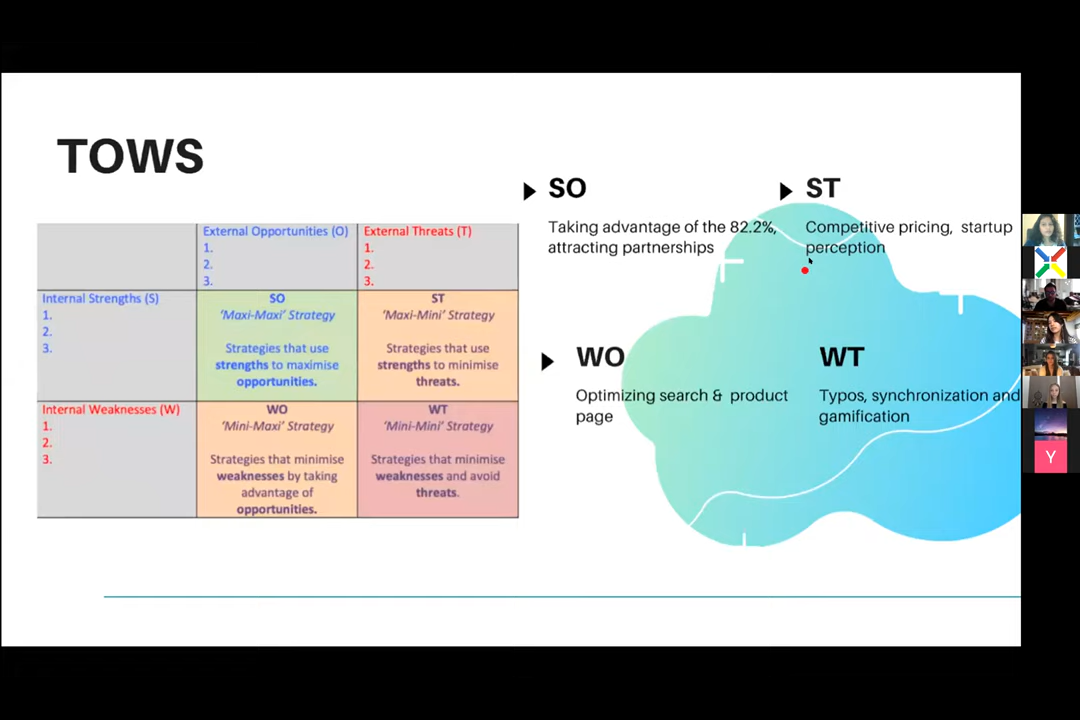 TOWS
External Opportunities (O)
1.
2.
3.
External Threats (T)
1.
2.
3.
Internal Strengths (S)
1.
2.
3.
SO
'Maxi-Maxi' Strategy
Strategies that use
strengths to maximise
opportunities.
ST
'Maxi-Mini' Strategy
Strategies that use
strengths to minimise
threats.
Internal Weaknesses (W)
1.
2.
3.
WO
'Mini-Maxi' Strategy
Strategies that minimise
weaknesses by taking
advantage of
opportunities.
WT
'Mini-Mini' Strategy
Strategies that minimise
weaknesses and avoid
threats.
SO
Taking advantage of the 82.2%,
attracting partnerships
ST
Competitive pricing, startup
perception
WO
Optimizing search & product
page
WT
Typos, synchronization and
gamification
Y